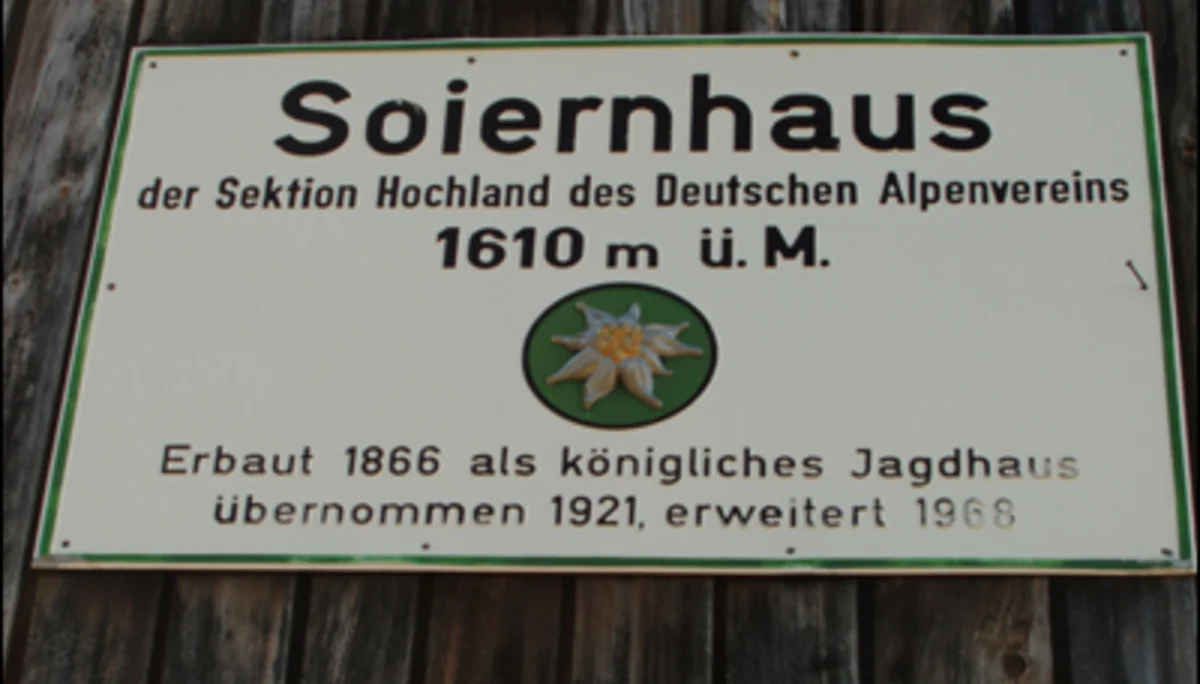 Soiernhaus
der Sektion Hochland des Deutschen Alpenvereins
1610 m ü. M.
Erbaut 1866 als königliches Jagdhaus
übernommen 1921, erweitert 1968